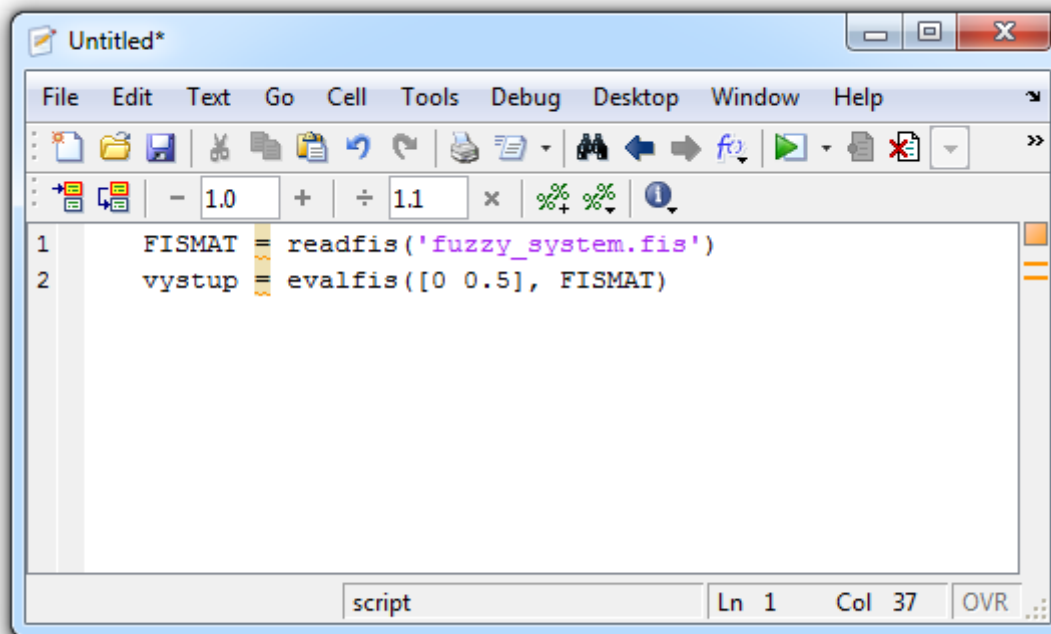 Untitled*
File Edit Text Go Cell Tools Debug Desktop Window Help
− 1.0 + ÷ 1.1 ×
1 FISMAT = readfis('fuzzy_system.fis')
2 vystup = evalfis([0 0.5], FISMAT)
script Ln 1 Col 37 OVR